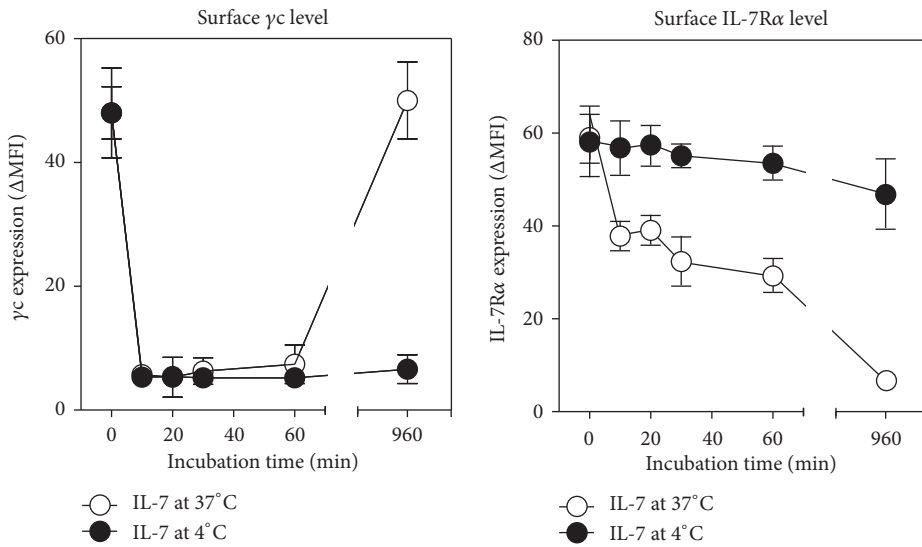 Surface γc level
60
40
20
0
γc expression (ΔMFI)
0 20 40 60 960
Incubation time (min)
IL-7 at 37°C
IL-7 at 4°C
Surface IL-7Rα level
80
60
40
20
0
IL-7Rα expression (ΔMFI)
0 20 40 60 960
Incubation time (min)
IL-7 at 37°C
IL-7 at 4°C